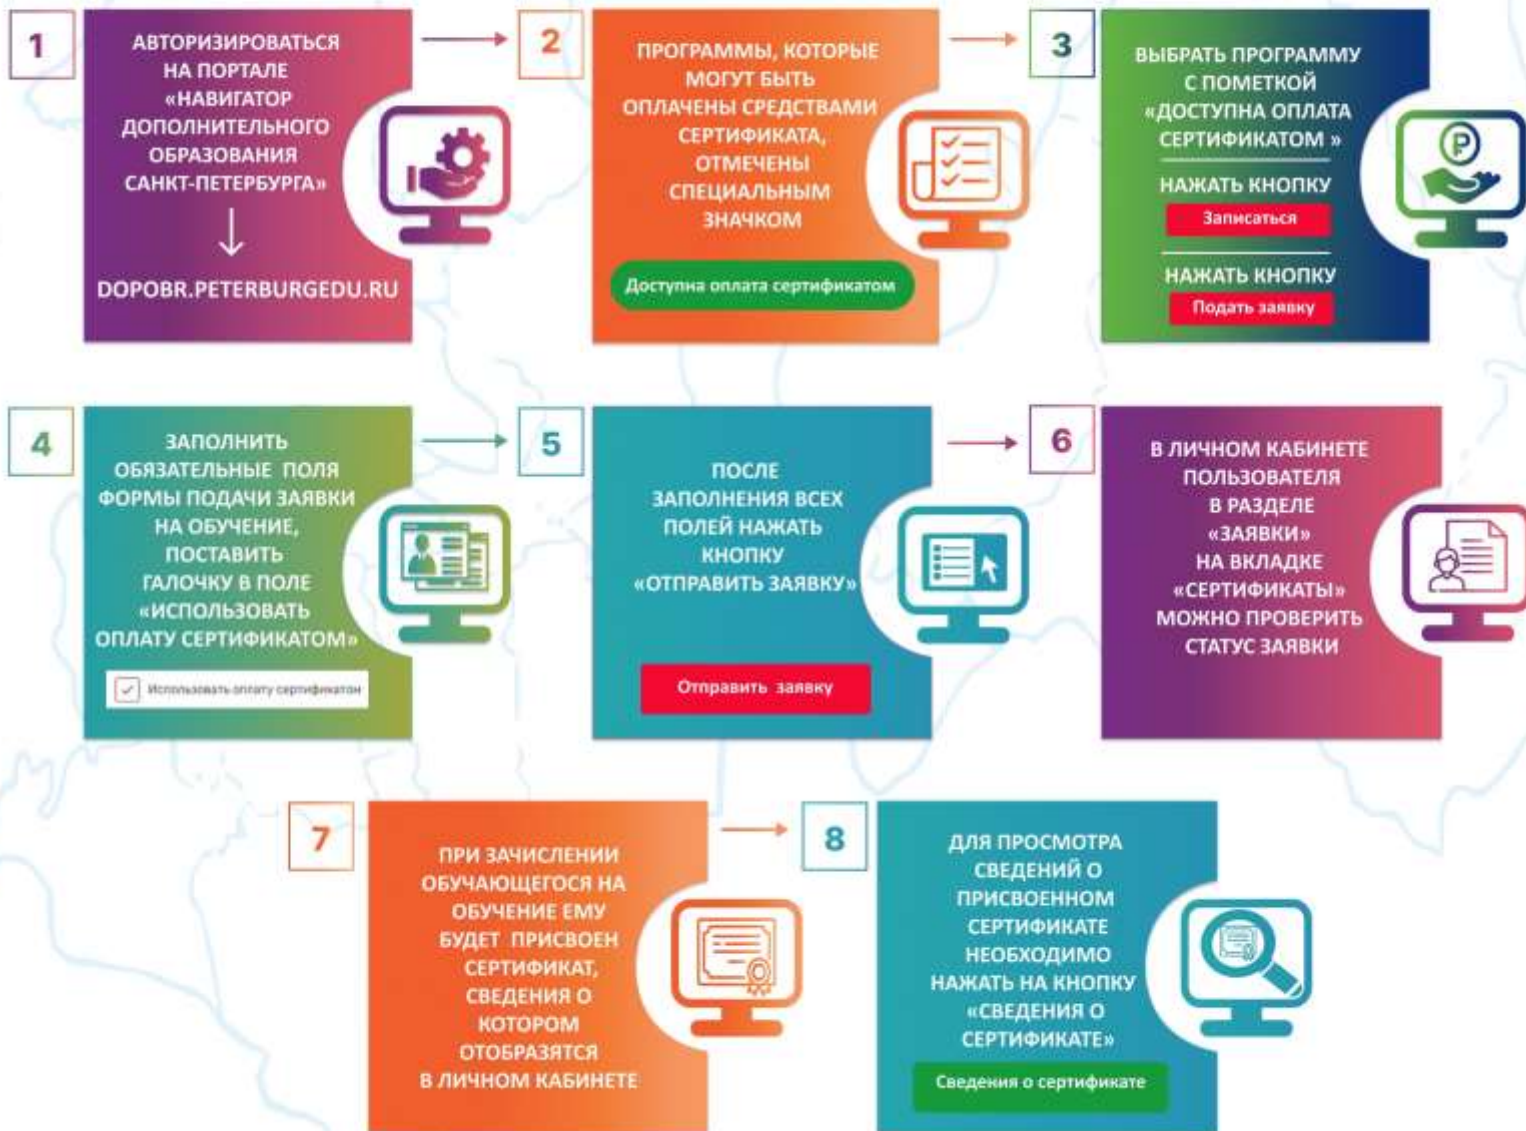 1
АВТОРИЗИРОВАТЬСЯ
НА ПОРТАЛЕ
«НАВИГАТОР
ДОПОЛНИТЕЛЬНОГО
ОБРАЗОВАНИЯ
САНКТ-ПЕТЕРБУРГА»
DOPOBR.PETERBURGEDU.RU
2
ПРОГРАММЫ, КОТОРЫЕ
МОГУТ БЫТЬ
ОПЛАЧЕНЫ СРЕДСТВАМИ
СЕРТИФИКАТА,
ОТМЕЧЕНЫ
СПЕЦИАЛЬНЫМ
ЗНАЧКОМ
Доступна оплата сертификатом
3
ВЫБРАТЬ ПРОГРАММУ
С ПОМЕТКОЙ
«ДОСТУПНА ОПЛАТА
СЕРТИФИКАТОМ »
НАЖАТЬ КНОПКУ
Записаться
НАЖАТЬ КНОПКУ
Подать заявку
4
ЗАПОЛНИТЬ
ОБЯЗАТЕЛЬНЫЕ ПОЛЯ
ФОРМЫ ПОДАЧИ ЗАЯВКИ
НА ОБУЧЕНИЕ,
ПОСТАВИТЬ
ГАЛОЧКУ В ПОЛЕ
«ИСПОЛЬЗОВАТЬ
ОПЛАТУ СЕРТИФИКАТОМ»
Использовать оплату сертификатом
5
ПОСЛЕ
ЗАПОЛНЕНИЯ ВСЕХ
ПОЛЕЙ НАЖАТЬ
КНОПКУ
«ОТПРАВИТЬ ЗАЯВКУ»
Отправить заявку
6
В ЛИЧНОМ КАБИНЕТЕ
ПОЛЬЗОВАТЕЛЯ
В РАЗДЕЛЕ
«ЗАЯВКИ»
НА ВКЛАДКЕ
«СЕРТИФИКАТЫ»
МОЖНО ПРОВЕРИТЬ
СТАТУС ЗАЯВКИ
7
ПРИ ЗАЧИСЛЕНИИ
ОБУЧАЮЩЕГОСЯ НА
ОБУЧЕНИЕ ЕМУ
БУДЕТ ПРИСВОЕН
СЕРТИФИКАТ,
СВЕДЕНИЯ О
КОТОРОМ
ОТОБРАЗЯТСЯ
В ЛИЧНОМ КАБИНЕТЕ
8
ДЛЯ ПРОСМОТРА
СВЕДЕНИЙ О
ПРИСВОЕННОМ
СЕРТИФИКАТЕ
НЕОБХОДИМО
НАЖАТЬ НА КНОПКУ
«СВЕДЕНИЯ О
СЕРТИФИКАТЕ»
Сведения о сертификате